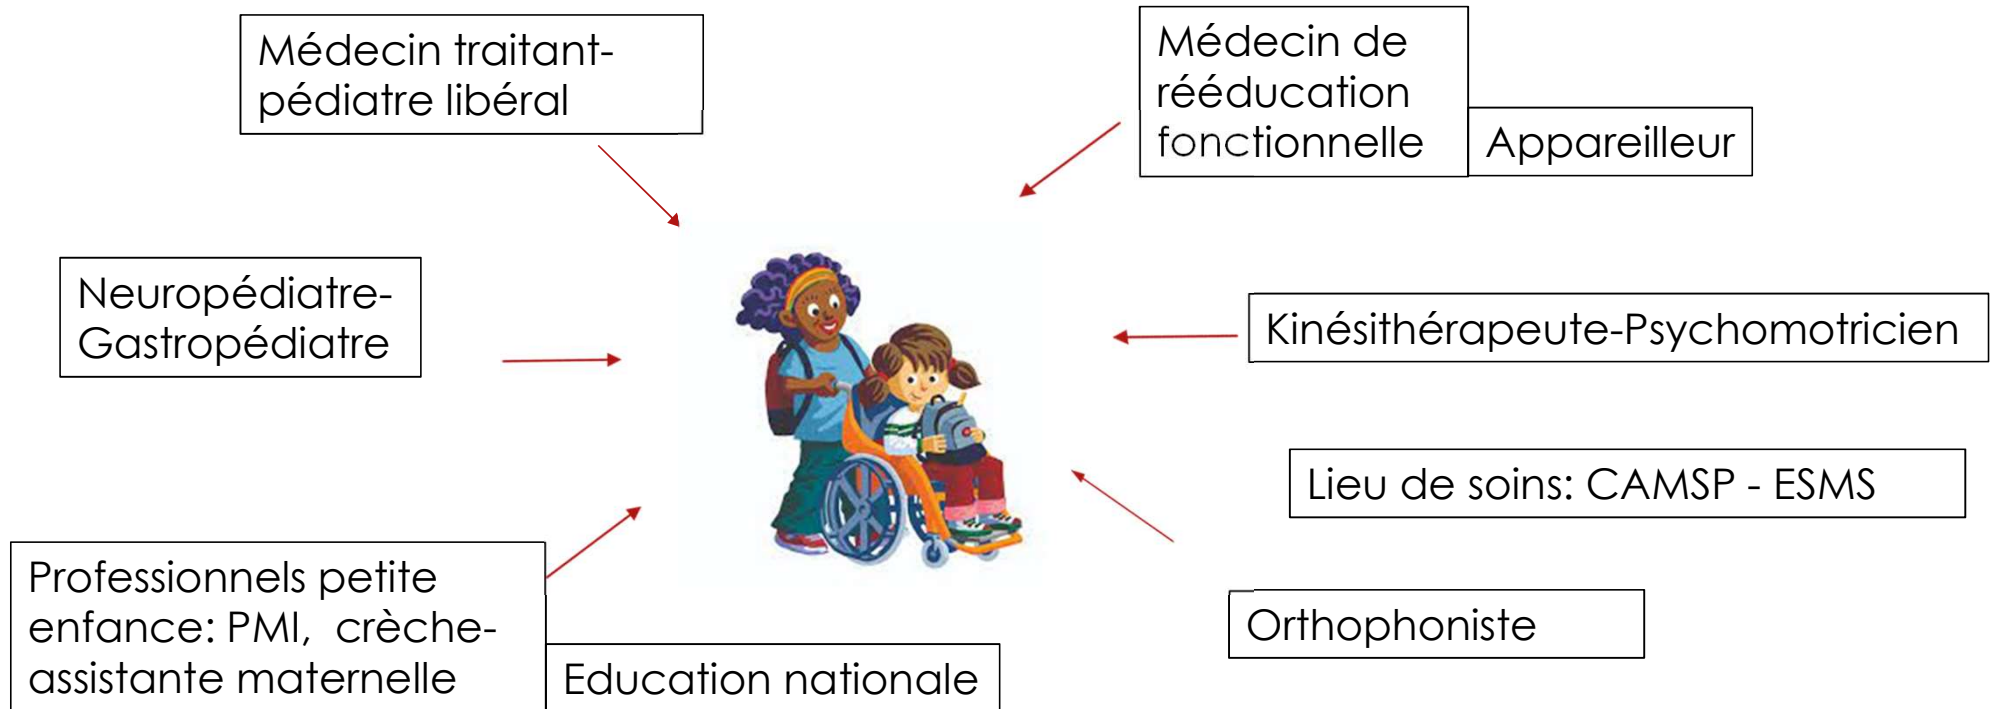 Médecin traitant-
pédiatre libéral
Médecin de
rééducation
fonctionnelle
Appareilleur
Neuropédiatre-
Gastropédiatre
Kinésithérapeute-Psychomotricien
Lieu de soins: CAMSP - ESMS
Professionnels petite
enfance: PMI, crèche-
assistante maternelle
Education nationale
Orthophoniste